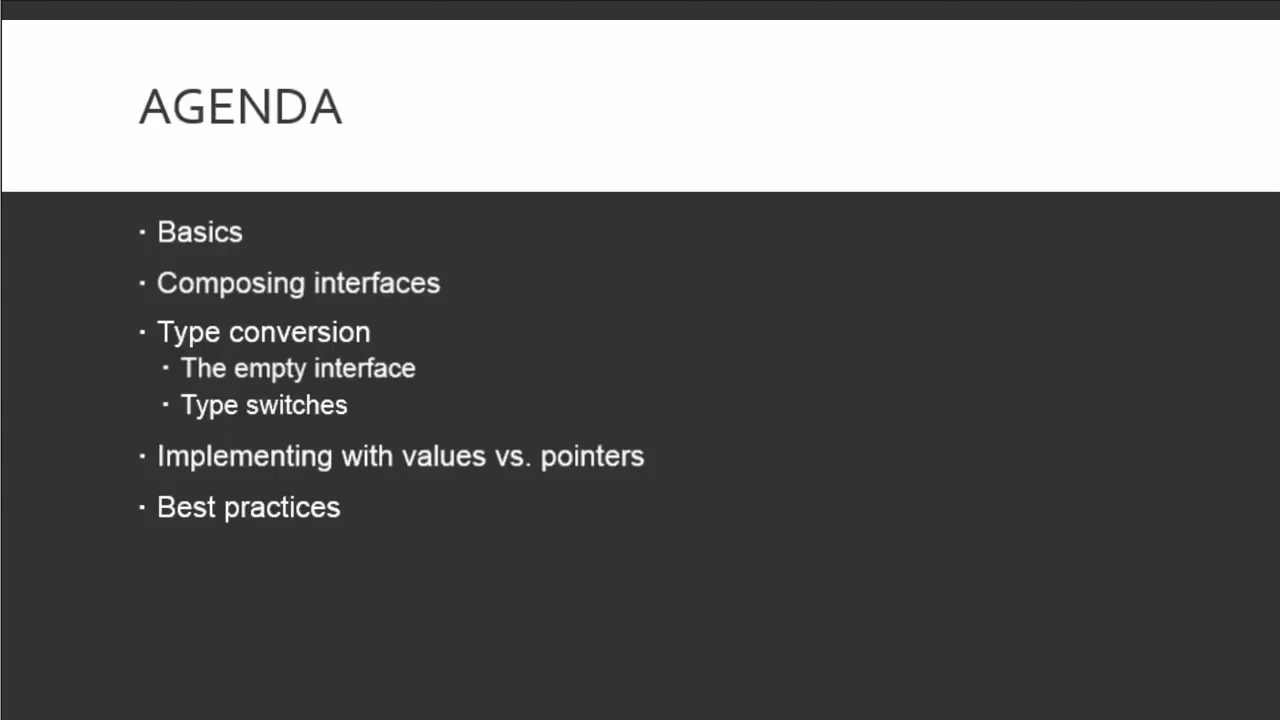 AGENDA
· Basics
· Composing interfaces
· Type conversion
· The empty interface
· Type switches
· Implementing with values vs. pointers
· Best practices